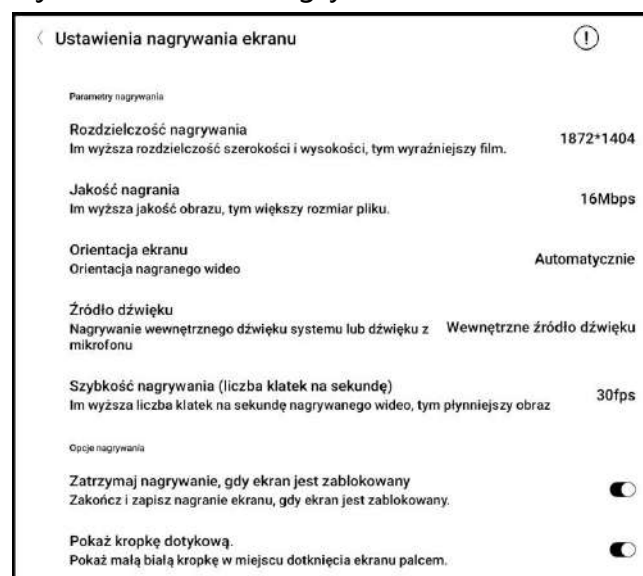 Ustawienia nagrywania ekranu
Parametry nagrywania
Rozdzielczość nagrywania
Im wyższa rozdzielczość szerokości i wysokości, tym wyraźniejszy film.
1872*1404
Jakość nagrania
Im wyższa jakość obrazu, tym większy rozmiar pliku.
16Mbps
Orientacja ekranu
Orientacja nagranego wideo
Automatycznie
Źródło dźwięku
Nagrywanie wewnętrznego dźwięku systemu lub dźwięku z
mikrofonu
Wewnętrzne źródło dźwięku
Szybkość nagrywania (liczba klatek na sekundę)
Im wyższa liczba klatek na sekundę nagrywanego wideo, tym płynniejszy obraz
30fps
Opcje nagrywania
Zatrzymaj nagrywanie, gdy ekran jest zablokowany
Zakończ i zapisz nagranie ekranu, gdy ekran jest zablokowany.
Pokaż kropkę dotykową.
Pokaż małą białą kropkę w miejscu dotknięcia ekranu palcem.